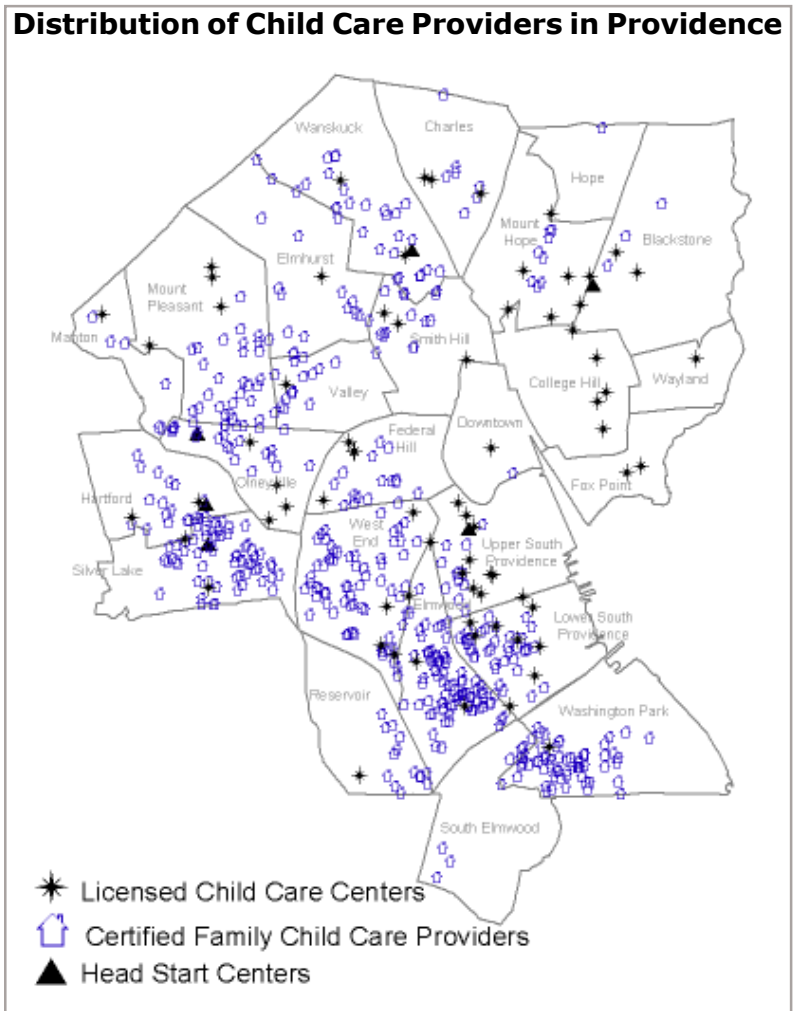 Distribution of Child Care Providers in Providence
Wanskuck
Charles
Hope
Mount
Hope
Blackstone
Elmhurst
Mount
Pleasant
Manton
Smith Hill
College Hill
Wayland
Valley
Federal
Hill
Downtown
Fox Point
Olneyville
Hartford
West
End
Upper South
Providence
Silver Lake
Elmwood
Lower South
Providence
Reservoir
Washington Park
South Elmwood
Licensed Child Care Centers
Certified Family Child Care Providers
Head Start Centers